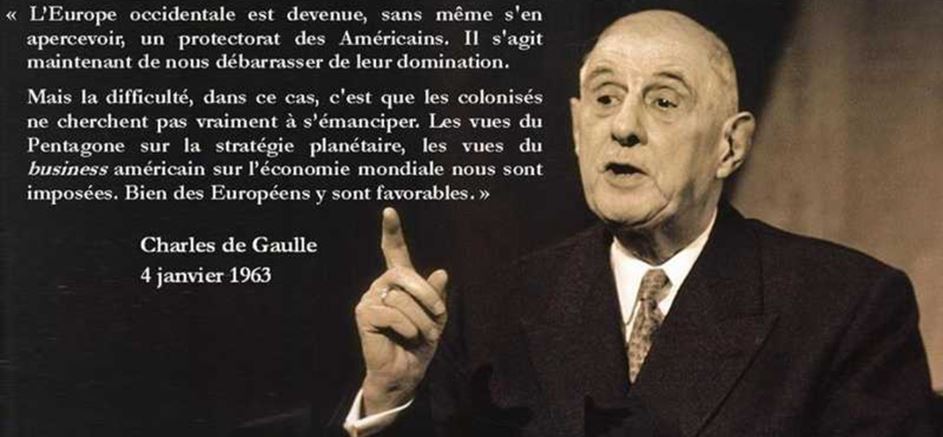 « L'Europe occidentale est devenue, sans même s'en
apercevoir, un protectorat des Américains. Il s'agit
maintenant de nous débarrasser de leur domination.
Mais la difficulté, dans ce cas, c'est que les colonisés
ne cherchent pas vraiment à s'émanciper. Les vues du
Pentagone sur la stratégie planétaire, les vues du
business américain sur l'économie mondiale nous sont
imposées. Bien des Européens y sont favorables. »
Charles de Gaulle
4 janvier 1963